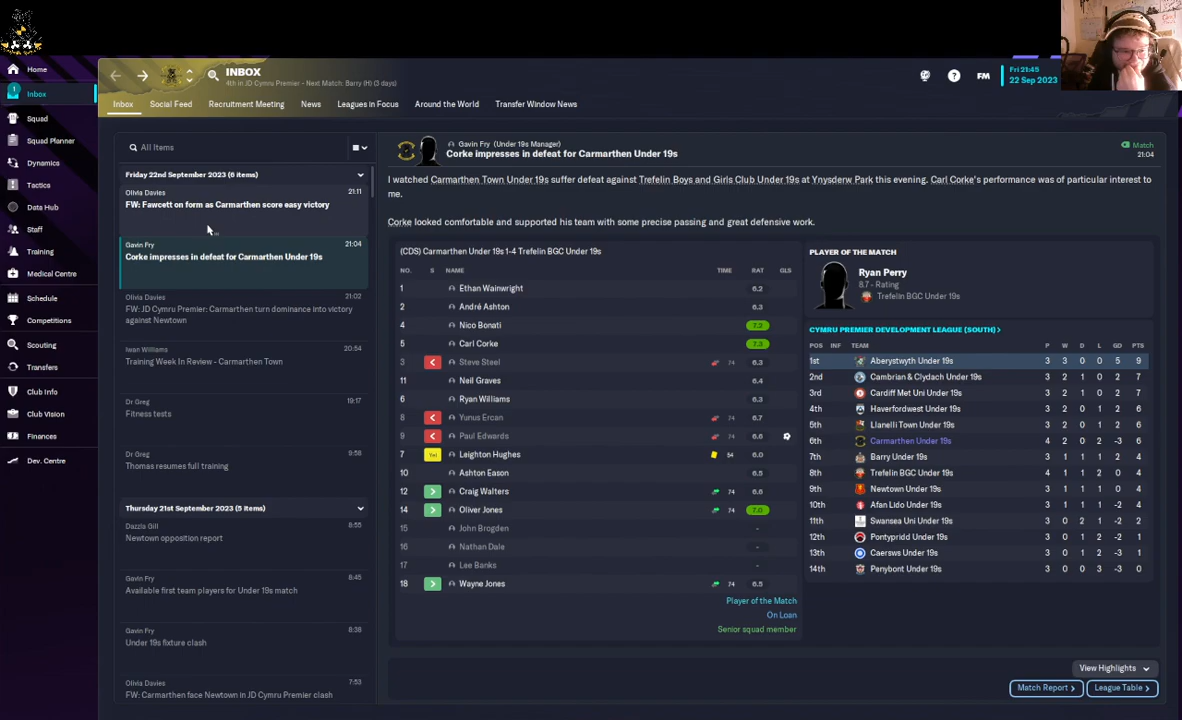 Home
Inbox
1
Squad
Squad Planner
Dynamics
Tactics
Data Hub
Staff
Training
Medical Centre
Schedule
Competitions
Scouting
Transfers
Club Info
Club Vision
Finances
Dev. Centre
INBOX
4th in JD Cymru Premier - Next Match: Barry (H) (3 days)
FM
Fri 21:45
22 Sep 2023
Inbox Social Feed Recruitment Meeting News Leagues in Focus Around the World Transfer Window News
All Items
Friday 22nd September 2023 (6 items)
Olivia Davies 21:11
FW: Fawcett on form as Carmarthen score easy victory
Gavin Fry 21:04
Corke impresses in defeat for Carmarthen Under 19s
Olivia Davies 21:02
FW: JD Cymru Premier: Carmarthen turn dominance into victory
against Newtown
Iwan Williams 20:54
Training Week In Review - Carmarthen Town
Dr Greg 19:17
Fitness tests
Dr Greg 9:58
Thomas resumes full training
Thursday 21st September 2023 (5 items)
Dazzla Gill 8:55
Newtown opposition report
Gavin Fry 8:45
Available first team players for Under 19s match
Gavin Fry 8:38
Under 19s fixture clash
Olivia Davies 7:53
FW: Carmarthen face Newtown in JD Cymru Premier clash
Gavin Fry (Under 19s Manager)
Corke impresses in defeat for Carmarthen Under 19s
Match
21:04
I watched Carmarthen Town Under 19s suffer defeat against Trefelin Boys and Girls Club Under 19s at Ynysderw Park this evening. Carl Corke's performance was of particular interest to
me.
Corke looked comfortable and supported his team with some precise passing and great defensive work.
(CDS) Carmarthen Under 19s 1-4 Trefelin BGC Under 19s
NO. S NAME TIME RAT GLS
1 Ethan Wainwright 6.2
2 André Ashton 6.3
4 Nico Bonati 7.2
5 Carl Corke 7.3
3 Steve Steel 74 6.3
11 Neil Graves 6.4
6 Ryan Williams 6.3
8 Yunus Ercan 74 6.7
9 Paul Edwards 74 6.6
7 Yel Leighton Hughes 54 6.0
10 Ashton Eason 6.5
12 Craig Walters 74 6.6
14 Oliver Jones 74 7.0
15 John Brogden -
16 Nathan Dale -
17 Lee Banks -
18 Wayne Jones 74 6.5
Player of the Match
On Loan
Senior squad member
PLAYER OF THE MATCH
Ryan Perry
8.7 - Rating
Trefelin BGC Under 19s
CYMRU PREMIER DEVELOPMENT LEAGUE (SOUTH) >
POS INF TEAM P W D L GD PTS
1st Aberystwyth Under 19s 3 3 0 0 5 9
2nd Cambrian & Clydach Under 19s 3 2 1 0 2 7
3rd Cardiff Met Uni Under 19s 3 2 1 0 2 7
4th Haverfordwest Under 19s 3 2 0 1 2 6
5th Llanelli Town Under 19s 3 2 0 1 2 6
6th Carmarthen Under 19s 4 2 0 2 -3 6
7th Barry Under 19s 3 1 1 1 2 4
8th Trefelin BGC Under 19s 4 1 1 2 0 4
9th Newtown Under 19s 3 1 1 1 0 4
10th Afan Lido Under 19s 3 1 1 1 -2 4
11th Swansea Uni Under 19s 3 0 2 1 -2 2
12th Pontypridd Under 19s 3 0 1 2 -2 1
13th Caersws Under 19s 3 0 1 2 -3 1
14th Penybont Under 19s 3 0 0 3 -3 0
View Highlights
Match Report >
League Table >